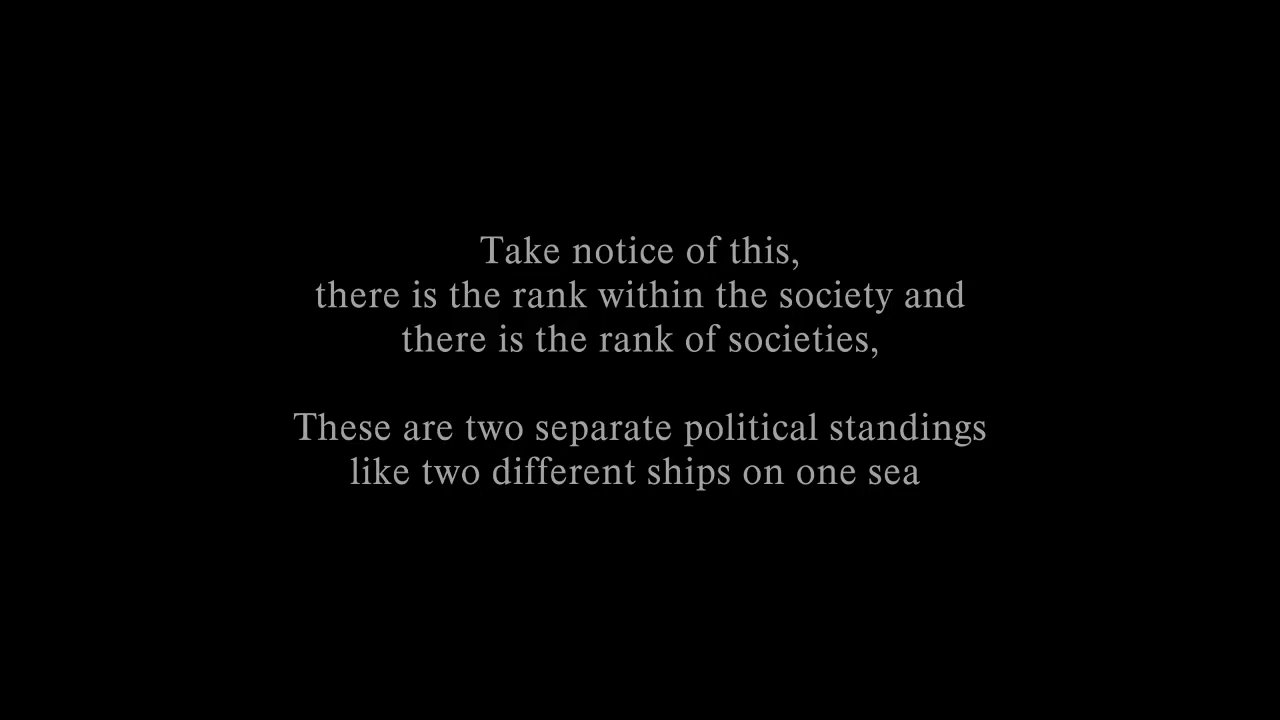 Take notice of this,
there is the rank within the society and
there is the rank of societies,
These are two separate political standings
like two different ships on one sea